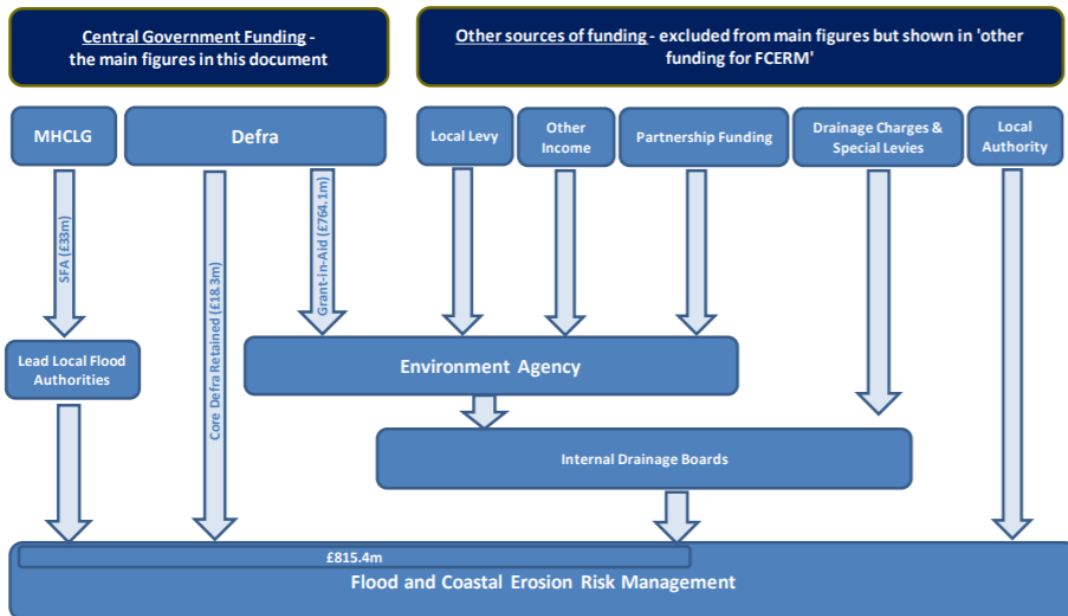 Central Government Funding -
the main figures in this document
Other sources of funding - excluded from main figures but shown in 'other
funding for FCERM'
MHCLG
Defra
Local Levy
Other
Income
Partnership Funding
Drainage Charges &
Special Levies
Local
Authority
SFA (£33m)
Core Defra Retained (£18.3m)
Grant-in-Aid (£764.1m)
Lead Local Flood
Authorities
Environment Agency
Internal Drainage Boards
£815.4m
Flood and Coastal Erosion Risk Management